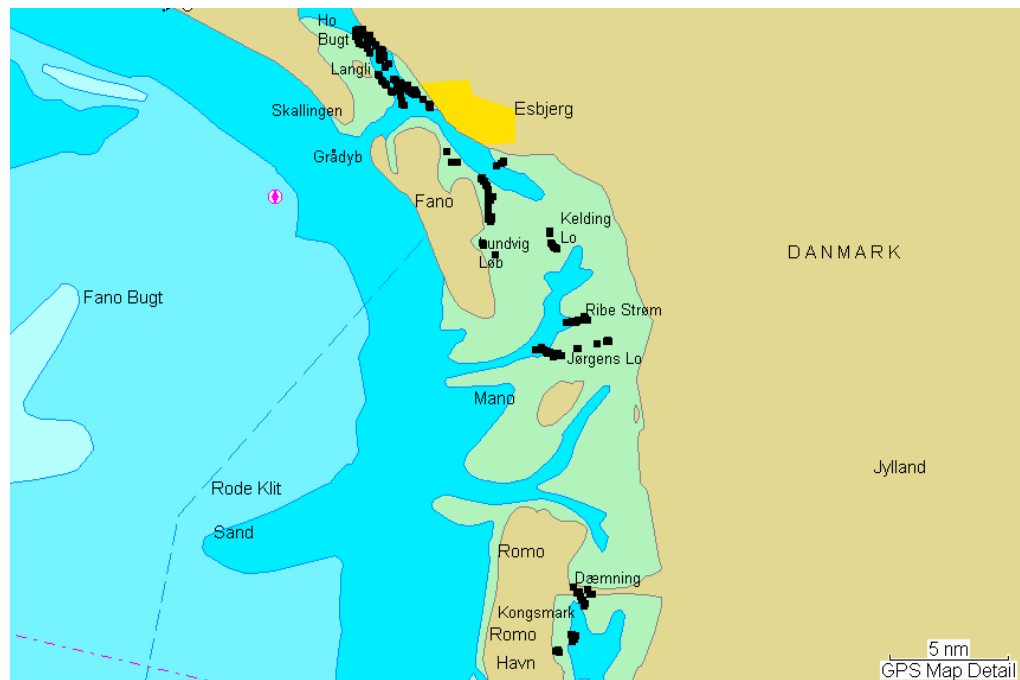 Ho
Bugt
Langli
Skallingen
Esbjerg
Grådyb
Fano
Kelding
Lo
Lundvig
Løb
DANMARK
Fano Bugt
Ribe Strøm
Jørgens Lo
Mano
Jylland
Rode Klit
Sand
Romo
Dæmning
Kongsmark
Romo
Havn
5 nm
GPS Map Detail